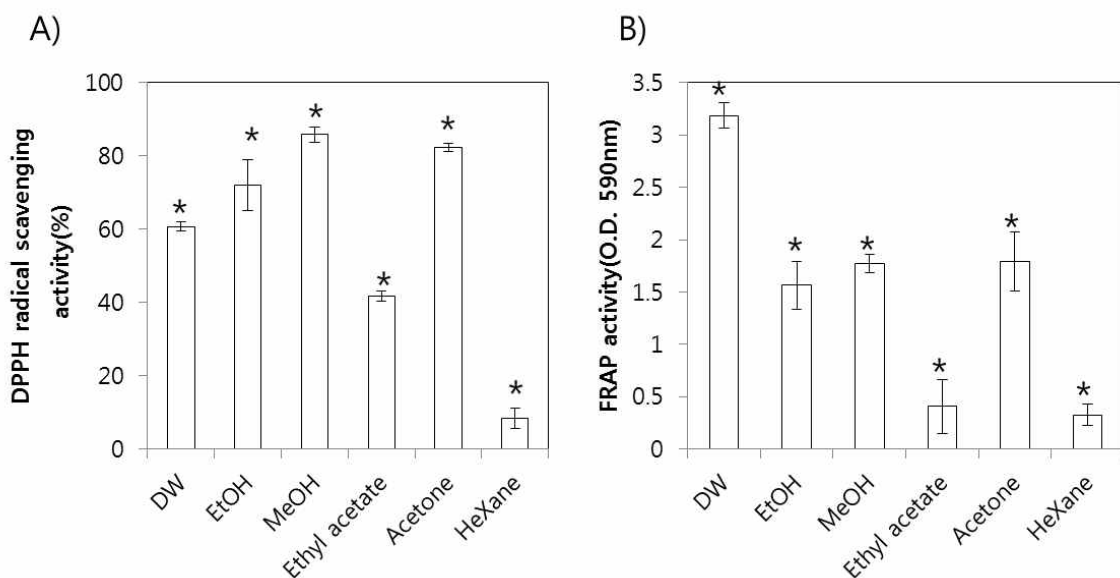 A)
DPPH radical scavenging
activity(%)
100
80
60
40
20
0
*
*
*
*
*
*
DW
EtOH
MeOH
Ethyl acetate
Acetone
HeXane
B)
FRAP activity(O.D. 590nm)
3.5
3
2.5
2
1.5
1
0.5
0
*
*
*
*
*
*
DW
EtOH
MeOH
Ethyl acetate
Acetone
HeXane